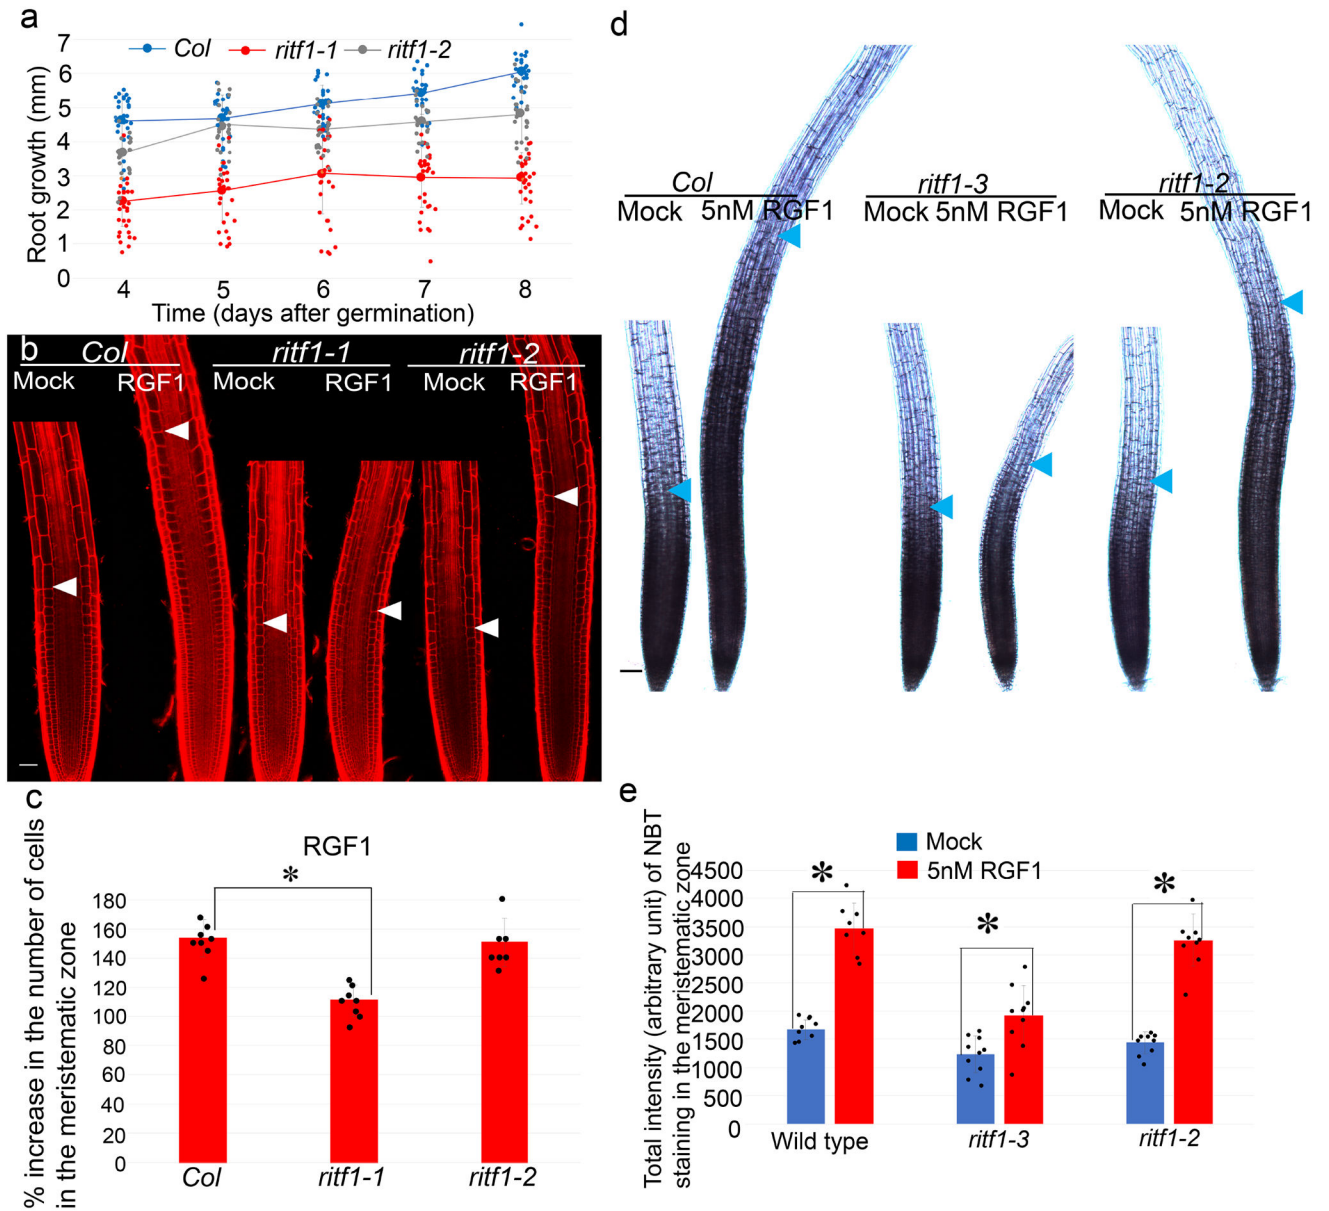 a
Col ritf1-1 ritf1-2
Root growth (mm)
7
6
5
4
3
2
1
0
4 5 6 7 8
Time (days after germination)
b
Col ritf1-1 ritf1-2
Mock RGF1 Mock RGF1 Mock RGF1
c
% increase in the number of cells
in the meristematic zone
RGF1
*
180
160
140
120
100
80
60
40
20
0
Col ritf1-1 ritf1-2
d
Col ritf1-3 ritf1-2
Mock 5nM RGF1 Mock 5nM RGF1 Mock 5nM RGF1
e
Total intensity (arbitrary unit) of NBT
staining in the meristematic zone
Mock
5nM RGF1
4500
4000
3500
3000
2500
2000
1500
1000
500
0
* * *
Wild type ritf1-3 ritf1-2